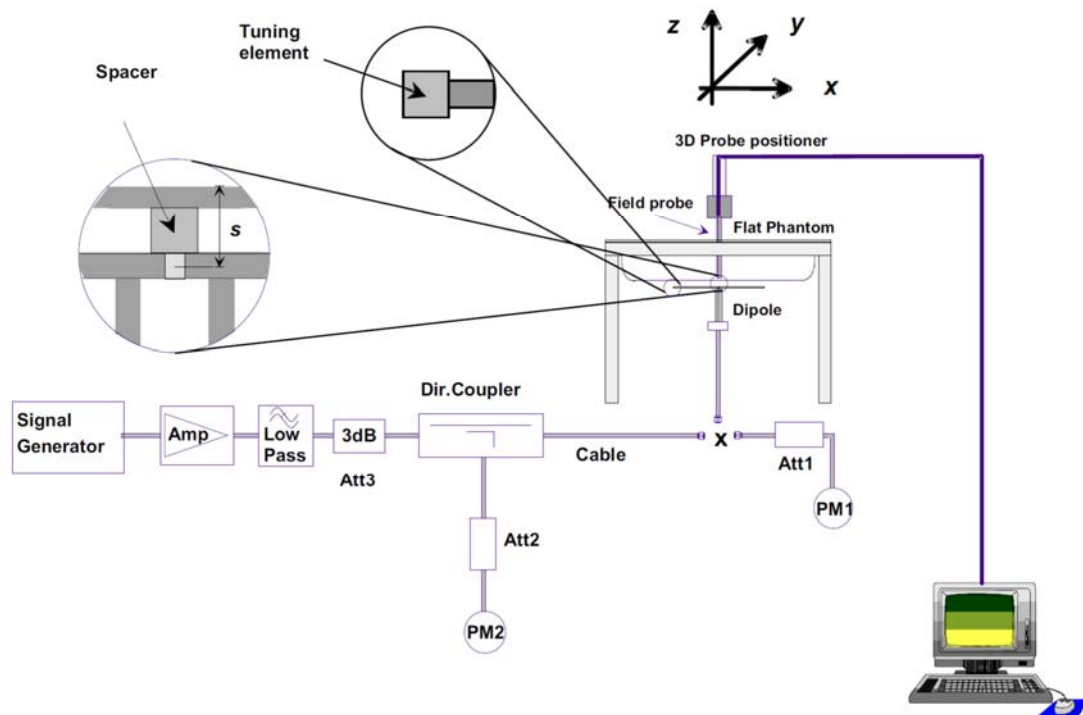 Tuning
element
Spacer
s
z
y
x
3D Probe positioner
Field probe
Flat Phantom
Dipole
Dir.Coupler
Signal
Generator
Amp
Low
Pass
3dB
Att3
Cable
x
Att1
PM1
Att2
PM2